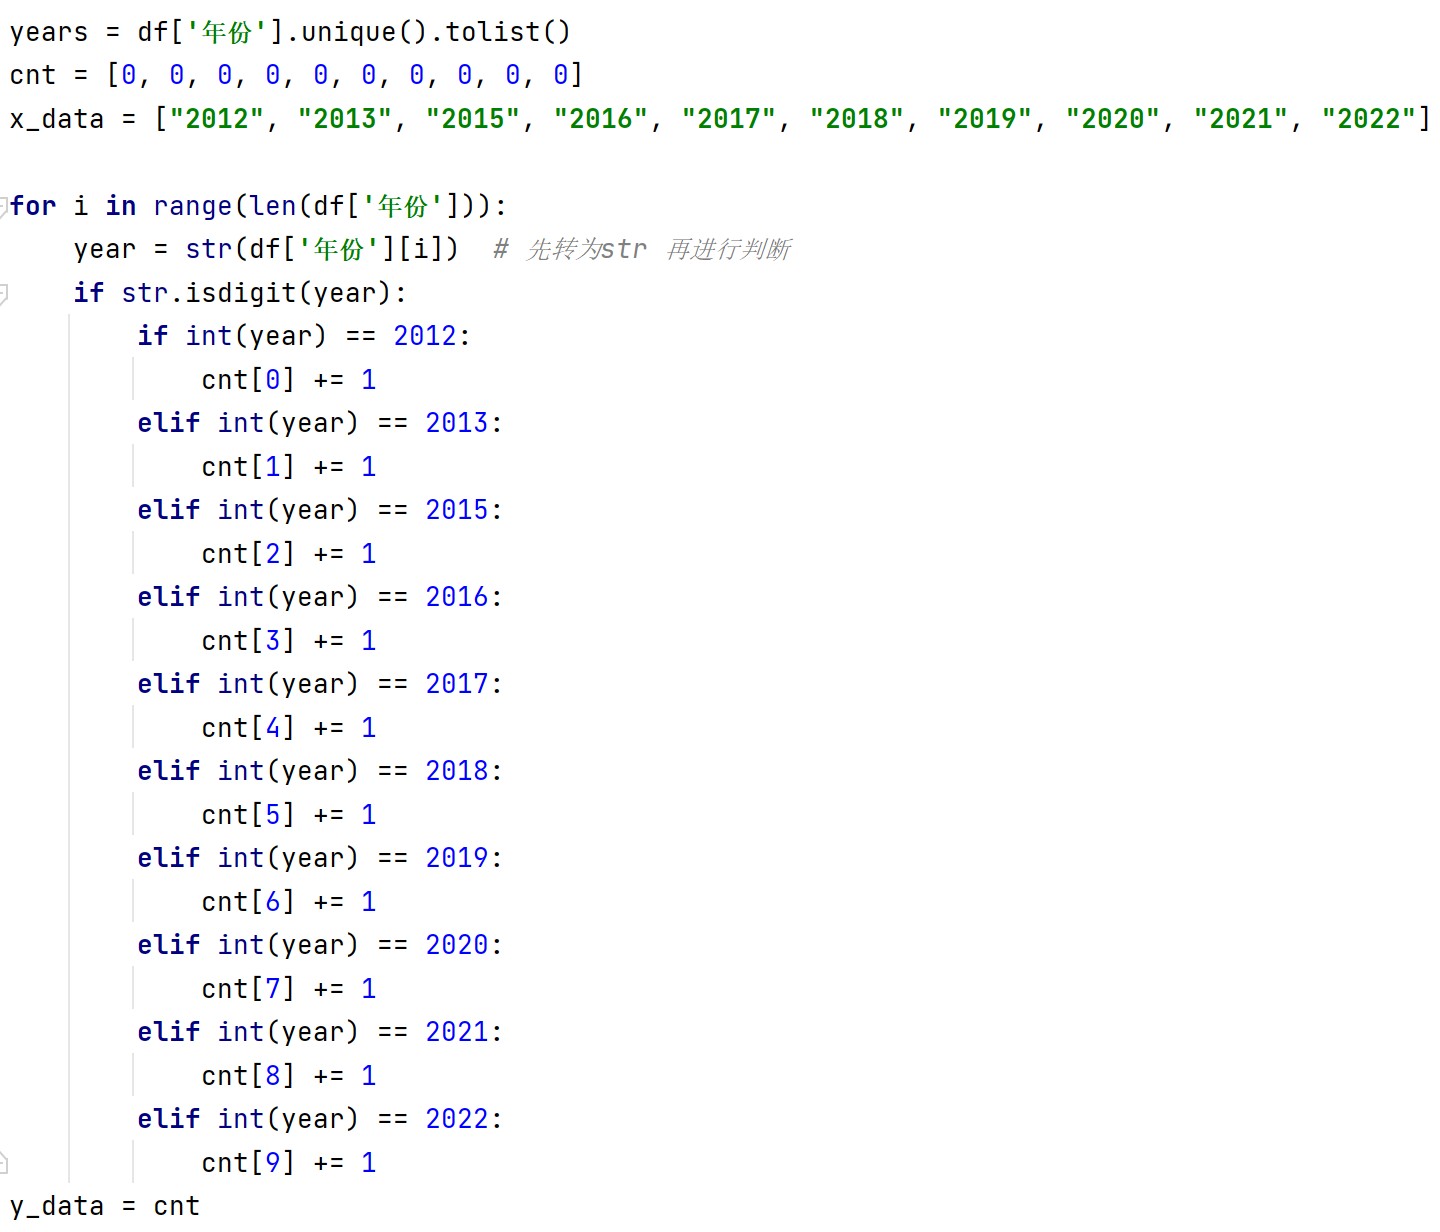 years = df['年份'].unique().tolist()
cnt = [0, 0, 0, 0, 0, 0, 0, 0, 0, 0]
x_data = ["2012", "2013", "2015", "2016", "2017", "2018", "2019", "2020", "2021", "2022"]
for i in range(len(df['年份'])):
    year = str(df['年份'][i])  # 先转为str 再进行判断
    if str.isdigit(year):
        if int(year) == 2012:
            cnt[0] += 1
        elif int(year) == 2013:
            cnt[1] += 1
        elif int(year) == 2015:
            cnt[2] += 1
        elif int(year) == 2016:
            cnt[3] += 1
        elif int(year) == 2017:
            cnt[4] += 1
        elif int(year) == 2018:
            cnt[5] += 1
        elif int(year) == 2019:
            cnt[6] += 1
        elif int(year) == 2020:
            cnt[7] += 1
        elif int(year) == 2021:
            cnt[8] += 1
        elif int(year) == 2022:
            cnt[9] += 1
y_data = cnt